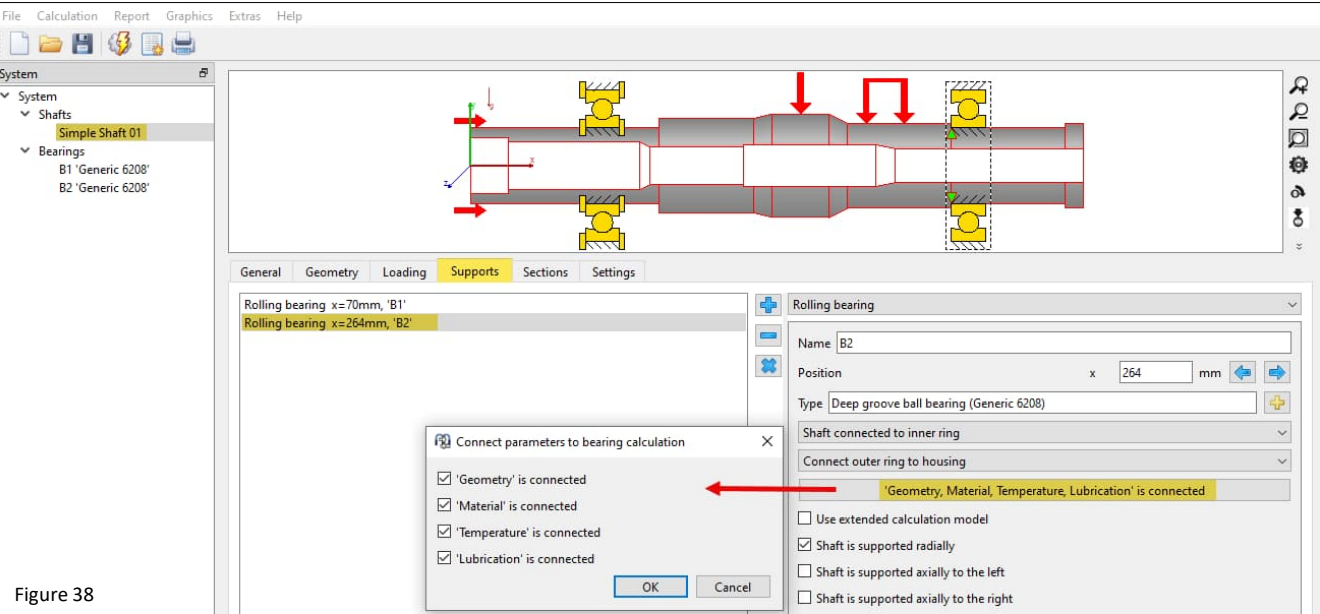 File Calculation Report Graphics Extras Help
System
System
Shafts
Simple Shaft 01
Bearings
B1 'Generic 6208'
B2 'Generic 6208'
y
y
x
z
General Geometry Loading Supports Sections Settings
Rolling bearing x=70mm, 'B1'
Rolling bearing x=264mm, 'B2'
Rolling bearing
Name B2
Position x 264 mm
Type Deep groove ball bearing (Generic 6208)
Shaft connected to inner ring
Connect outer ring to housing
'Geometry, Material, Temperature, Lubrication' is connected
Use extended calculation model
Shaft is supported radially
Shaft is supported axially to the left
Shaft is supported axially to the right
Connect parameters to bearing calculation
'Geometry' is connected
'Material' is connected
'Temperature' is connected
'Lubrication' is connected
OK Cancel
Figure 38